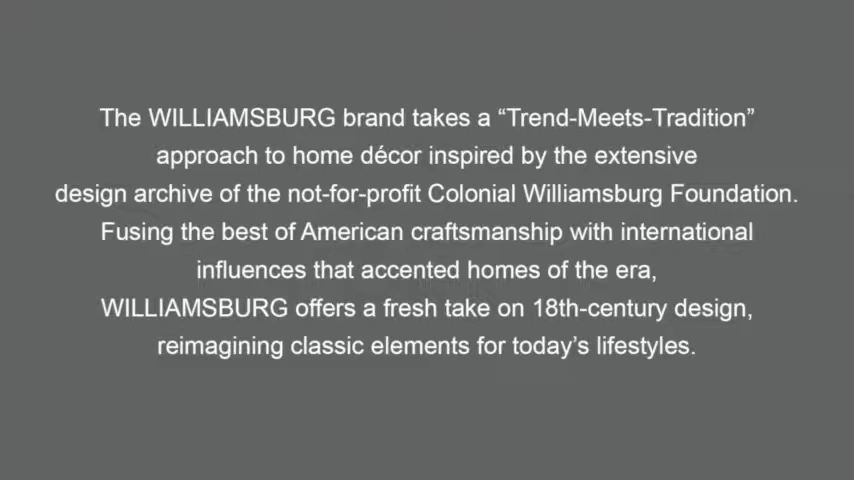 The WILLIAMSBURG brand takes a “Trend-Meets-Tradition”
approach to home décor inspired by the extensive
design archive of the not-for-profit Colonial Williamsburg Foundation.
Fusing the best of American craftsmanship with international
influences that accented homes of the era,
WILLIAMSBURG offers a fresh take on 18th-century design,
reimagining classic elements for today’s lifestyles.